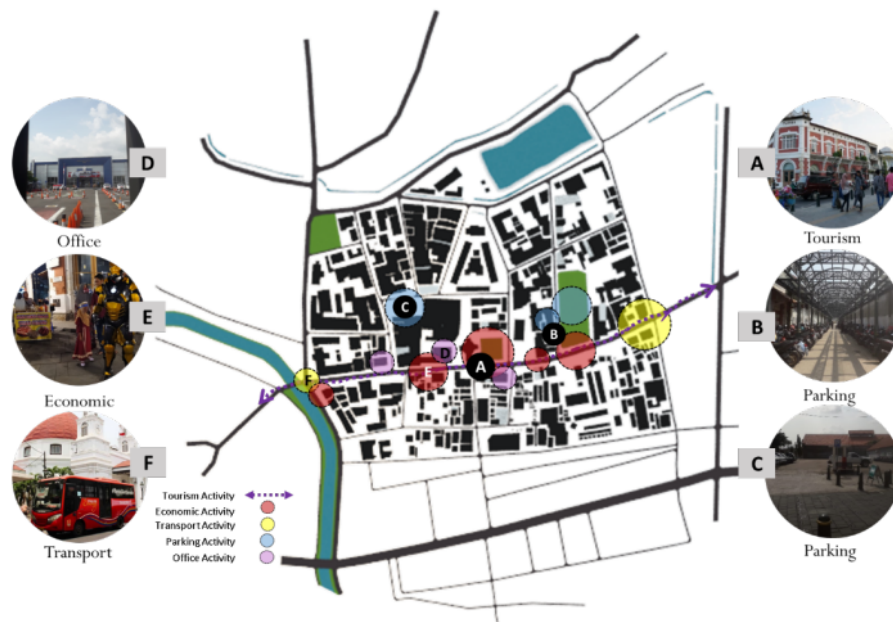 D
Office
E
Economic
F
Transport
A
Tourism
B
Parking
C
Parking
C
B
D
A
E
F
Tourism Activity
Economic Activity
Transport Activity
Parking Activity
Office Activity